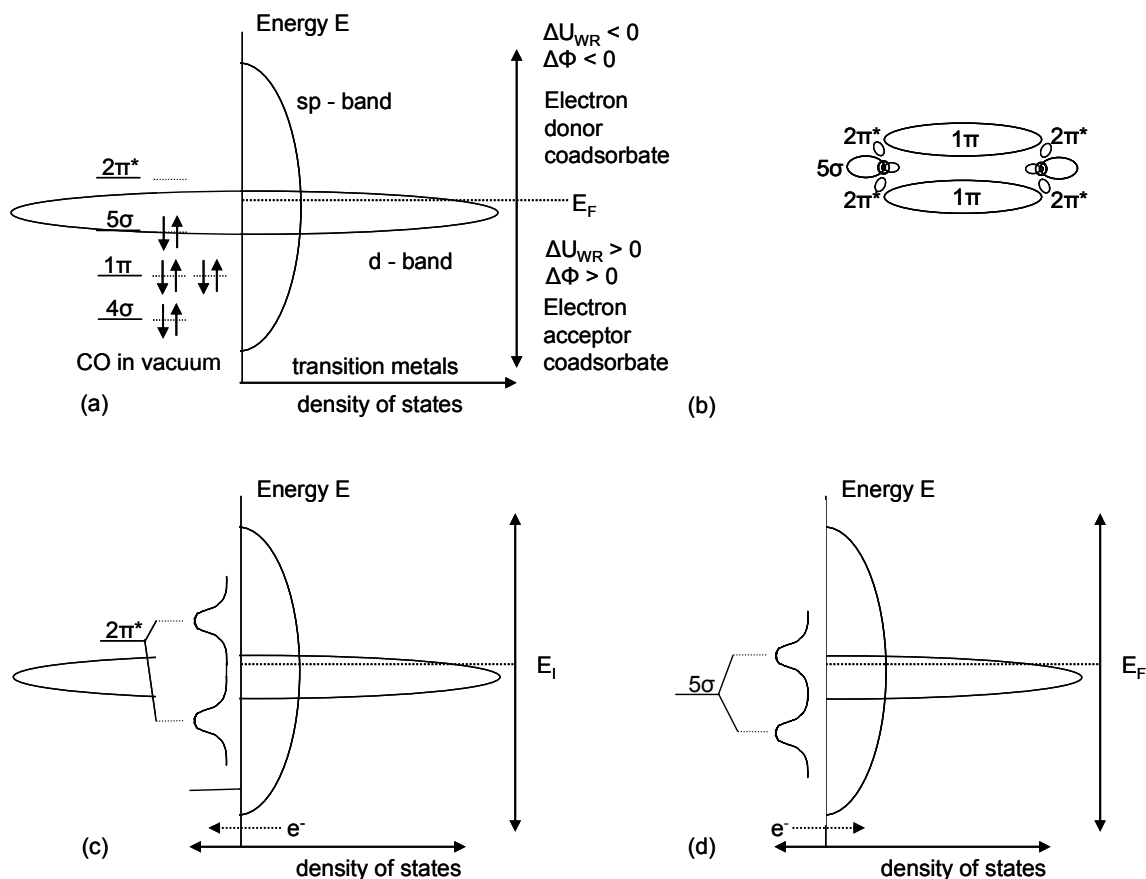 Energy E
(a)
sp - band
ΔU_WR < 0
ΔΦ < 0
Electron
donor
coadsorbate
2π*
5σ
1π
4σ
CO in vacuum
E_F
d - band
ΔU_WR > 0
ΔΦ > 0
Electron
acceptor
coadsorbate
transition metals
density of states
2π* 1π 2π*
5σ
2π* 1π 2π*
(b)
Energy E
2π*
E_I
e-
(c)
density of states
Energy E
5σ
E_F
e-
(d)
density of states